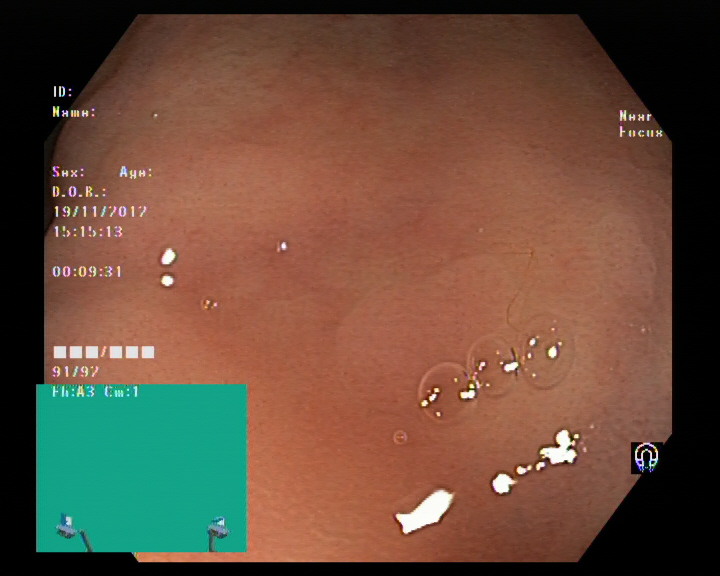 ID:
Name:
Near
Focus
Sex: Age:
D.O.B.:
19/11/2012
15:15:13
00:09:31
■■■/■■■
91/92
Eh:A3 Cm:1